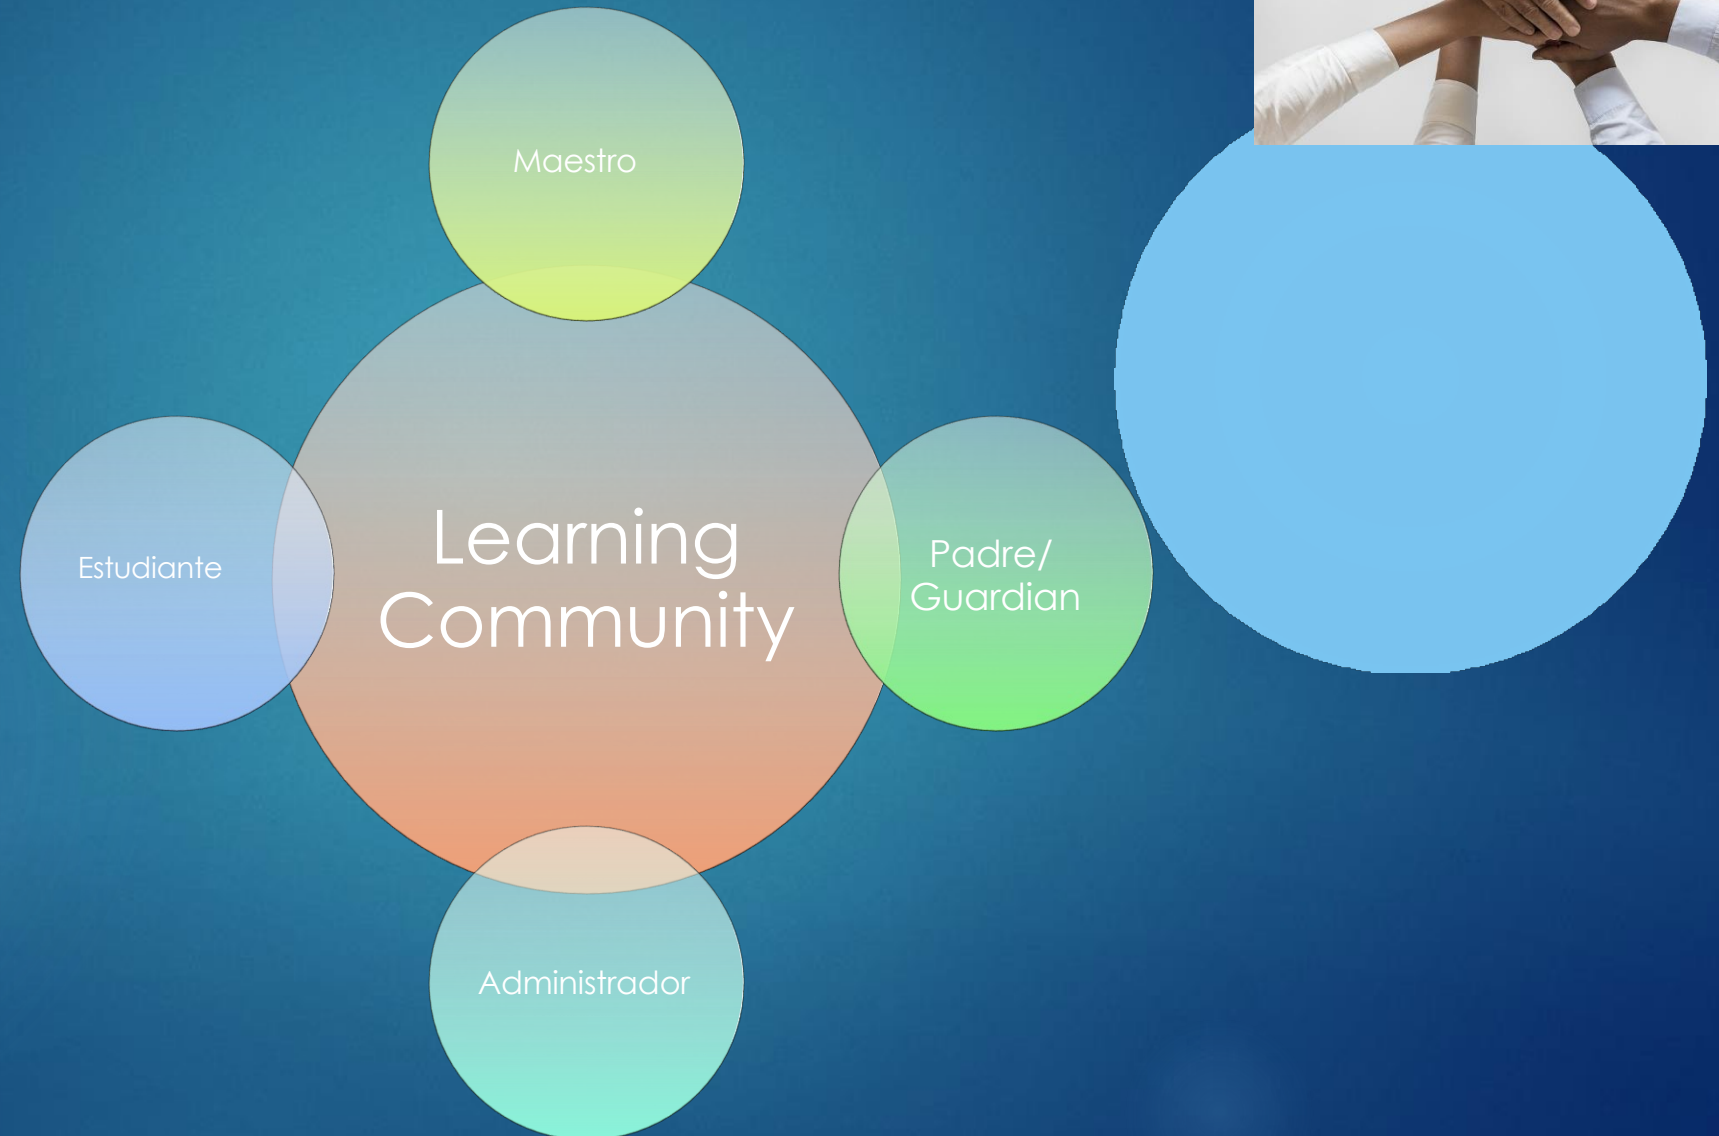 Maestro
Estudiante
Learning
Community
Padre/
Guardian
Administrador